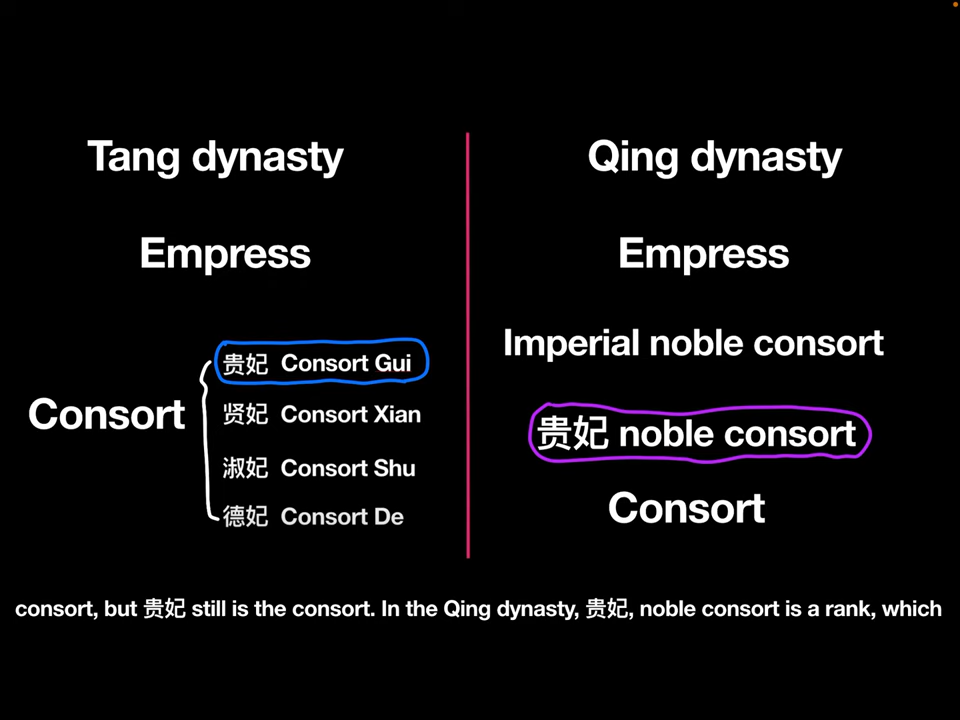 Tang dynasty
Empress
Consort
贵妃 Consort Gui
贤妃 Consort Xian
淑妃 Consort Shu
德妃 Consort De
Qing dynasty
Empress
Imperial noble consort
贵妃 noble consort
Consort
consort, but 贵妃 still is the consort. In the Qing dynasty, 贵妃, noble consort is a rank, which